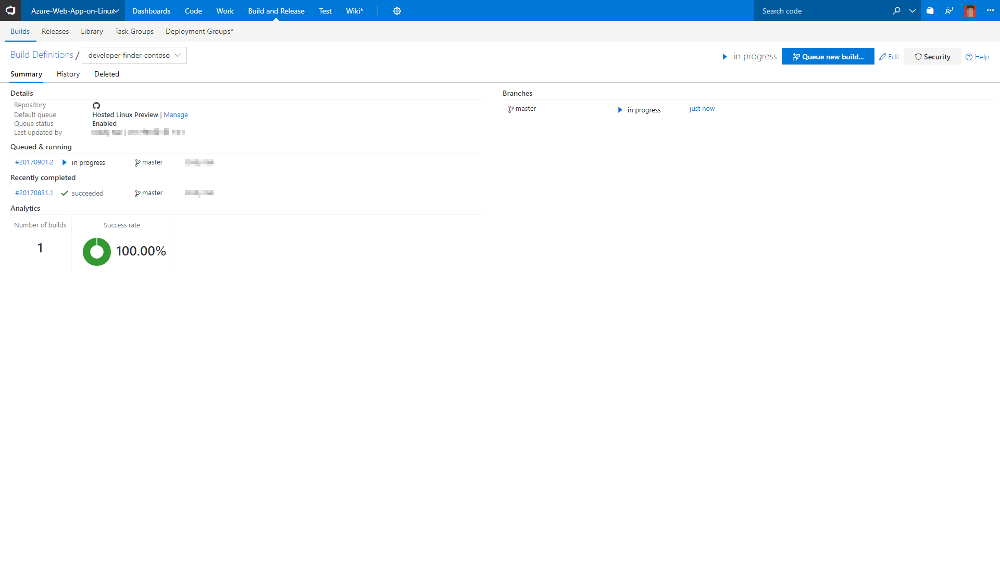 Azure-Web-App-on-Linux Dashboards Code Work Build and Release Test Wiki* Search code
Builds Releases Library Task Groups Deployment Groups*
Build Definitions / developer-finder-contoso in progress Queue new build... Edit Security Help
Summary History Deleted
Details
Repository
Default queue Hosted Linux Preview | Manage
Queue status Enabled
Last updated by |
Queued & running
#20170901.2 in progress master
Recently completed
#20170831.1 succeeded master
Analytics
Number of builds Success rate
1 100.00%
Branches
master in progress just now